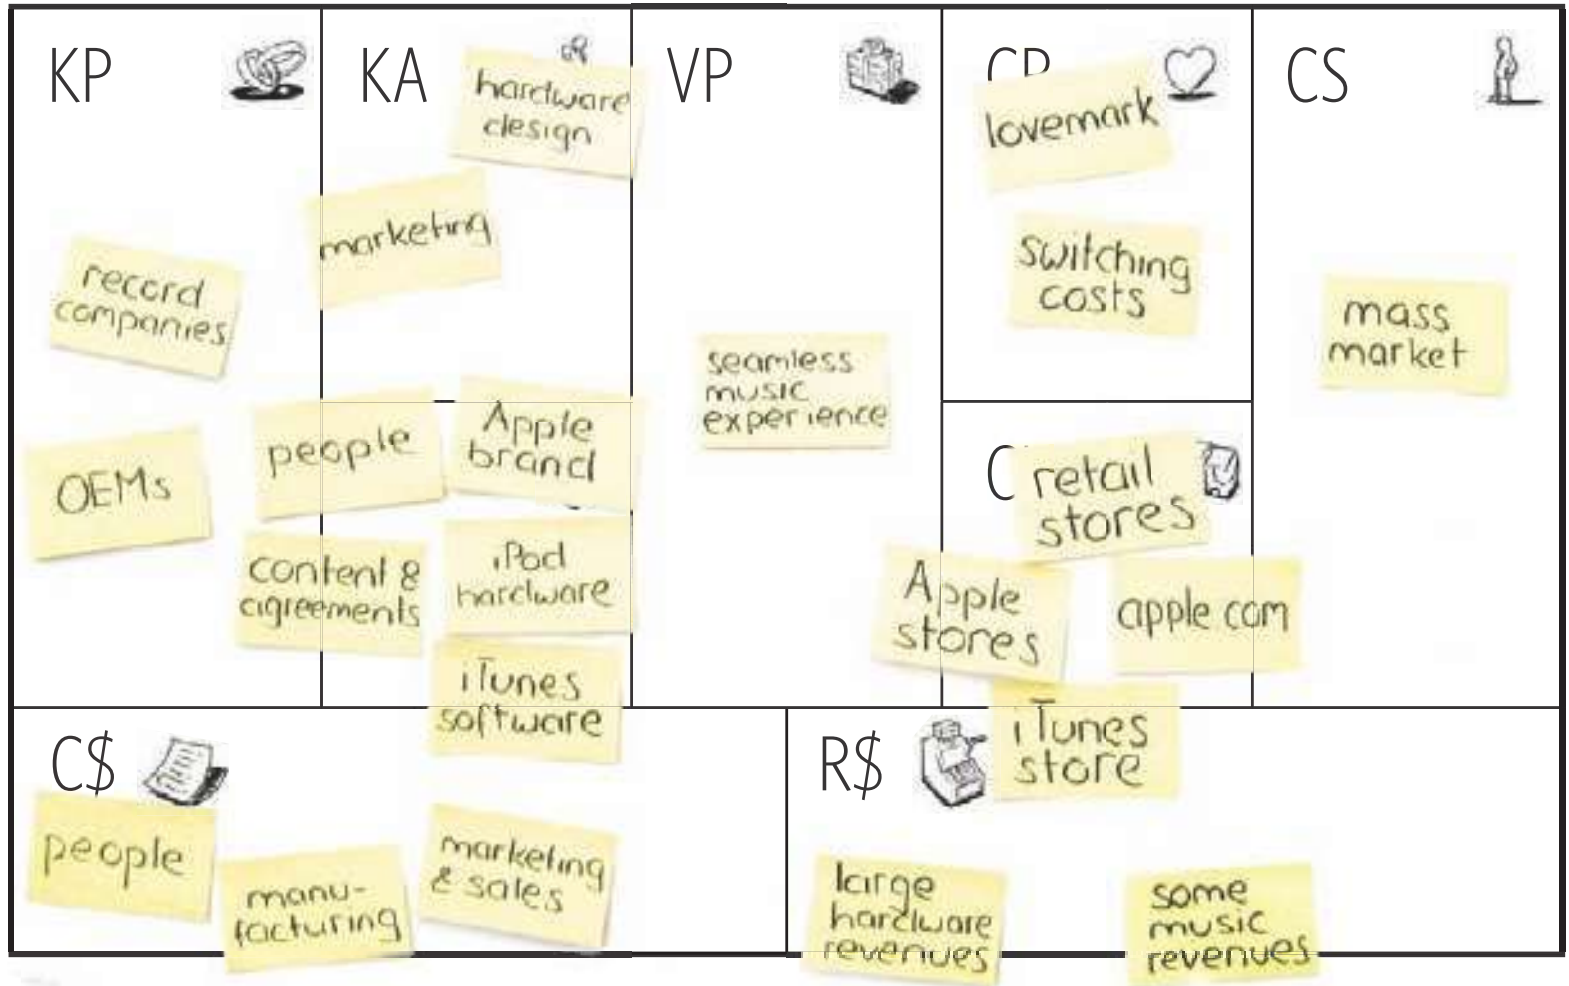 KP
record
companies
OEMs
KA
hardware
design
marketing
people
Apple
brand
content &
agreements
iPod
hardware
iTunes
software
VP
seamless
music
experience
CR
lovemark
switching
costs
C
retail
stores
Apple
stores
apple com
iTunes
store
CS
mass
market
C$
people
manu-
facturing
marketing
& sales
R$
large
hardware
revenues
some
music
revenues